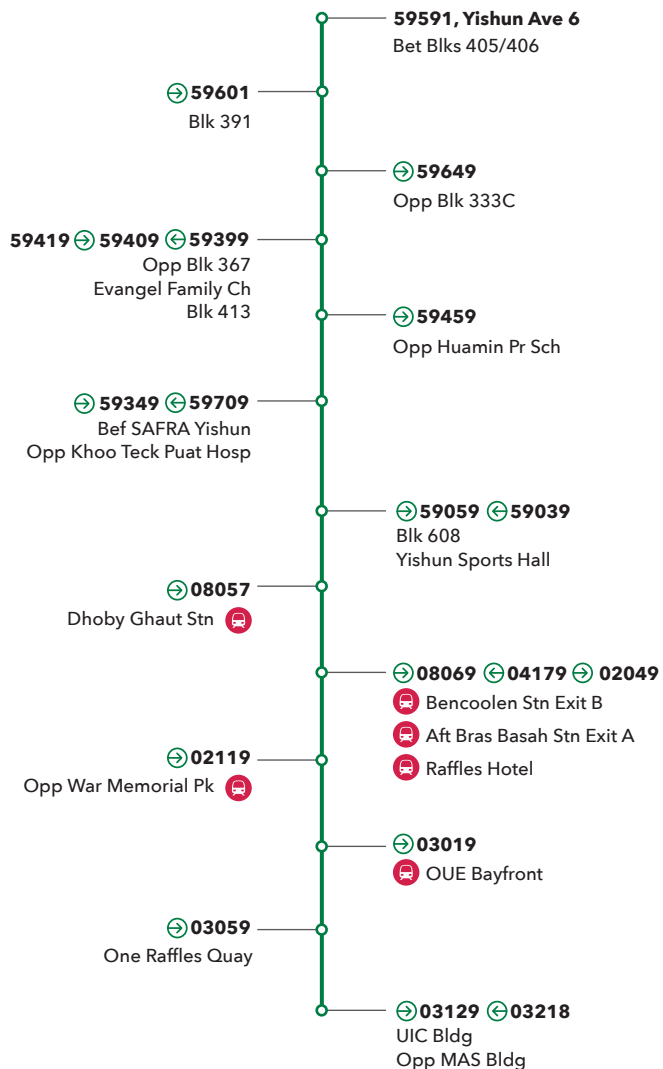 59591, Yishun Ave 6
Bet Blks 405/406
59601
Blk 391
59649
Opp Blk 333C
59419 59409 59399
Opp Blk 367
Evangel Family Ch
Blk 413
59459
Opp Huamin Pr Sch
59349 59709
Bef SAFRA Yishun
Opp Khoo Teck Puat Hosp
59059 59039
Blk 608
Yishun Sports Hall
08057
Dhoby Ghaut Stn
08069 04179 02049
Bencoolen Stn Exit B
Aft Bras Basah Stn Exit A
Raffles Hotel
02119
Opp War Memorial Pk
03019
OUE Bayfront
03059
One Raffles Quay
03129 03218
UIC Bldg
Opp MAS Bldg